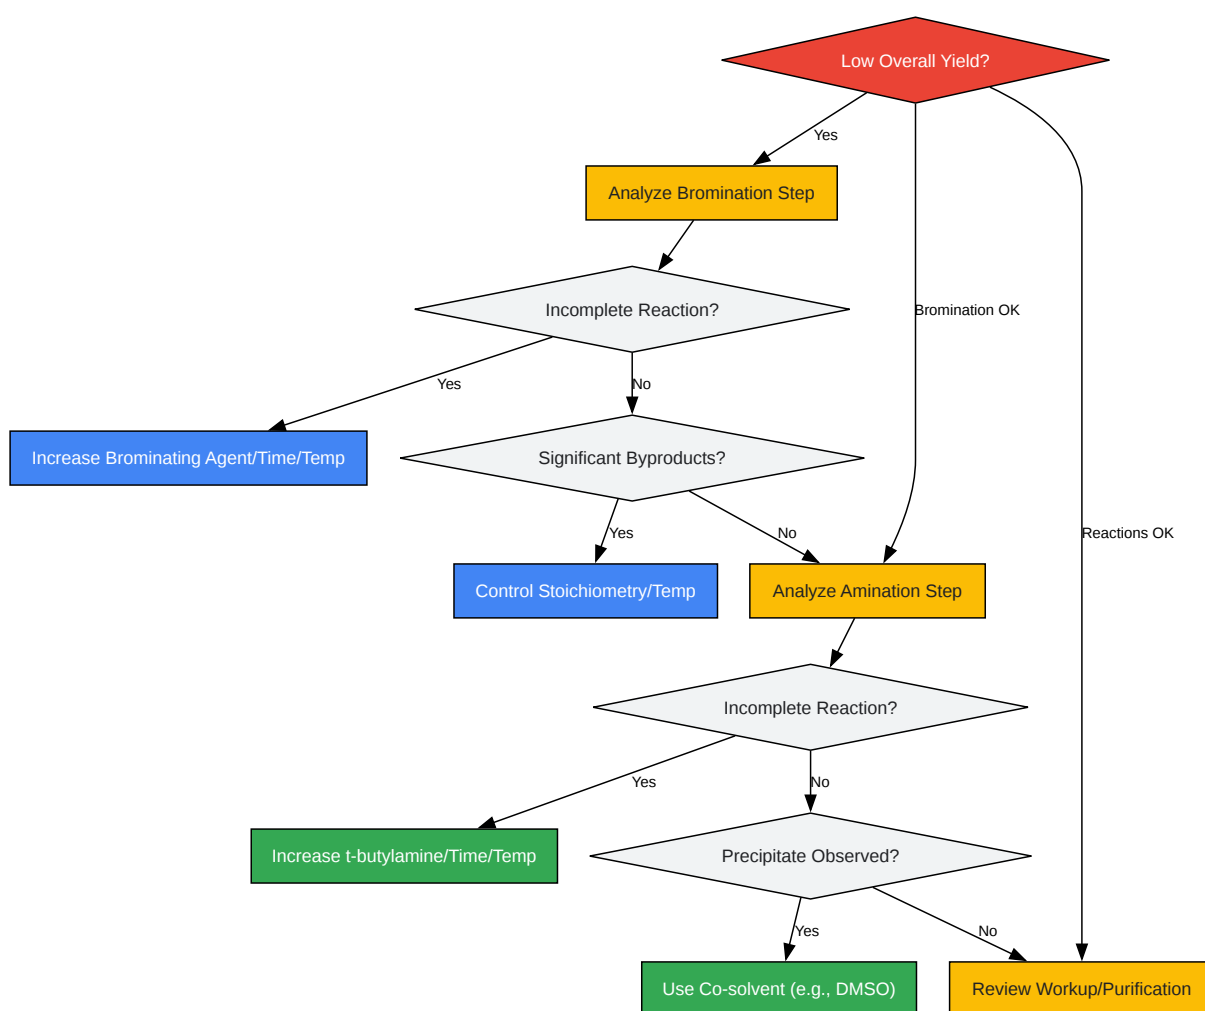 Low Overall Yield?
Yes
Analyze Bromination Step
Incomplete Reaction?
Bromination OK
Yes
No
Increase Brominating Agent/Time/Temp
Significant Byproducts?
Yes
No
Reactions OK
Control Stoichiometry/Temp
Analyze Amination Step
Incomplete Reaction?
Yes
No
Increase t-butylamine/Time/Temp
Precipitate Observed?
Yes
No
Use Co-solvent (e.g., DMSO)
Review Workup/Purification